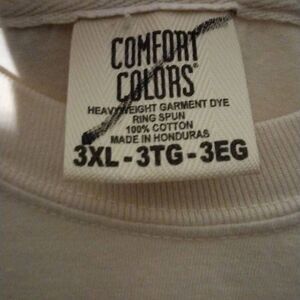 COMFORT
COLORS®
HEAVYWEIGHT GARMENT DYE
RING SPUN
100% COTTON
MADE IN HONDURAS
3XL - 3TG - 3EG